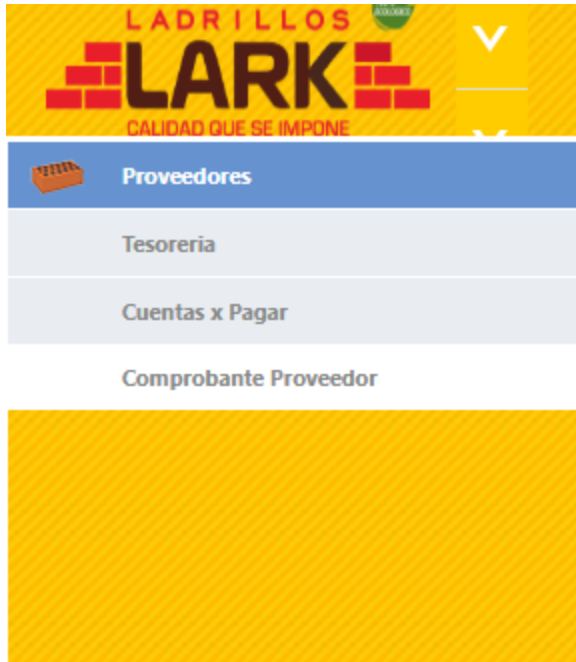 LADRILLOS
LARK
CALIDAD QUE SE IMPONE
Proveedores
Tesoreria
Cuentas x Pagar
Comprobante Proveedor